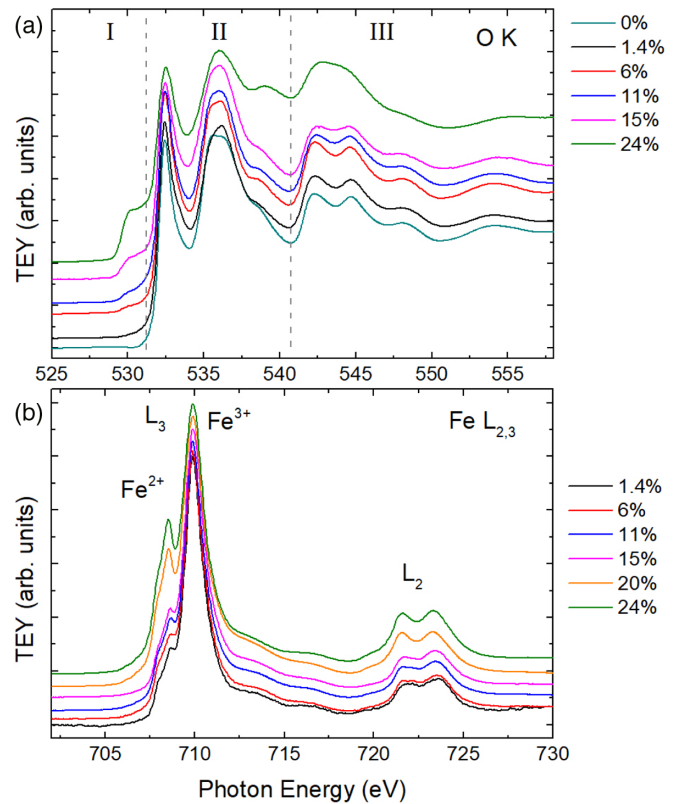 (a)
I II III O K
0%
1.4%
6%
11%
15%
24%
TEY (arb. units)
525 530 535 540 545 550 555
(b)
L3 Fe3+ Fe L2,3
Fe2+
L2
1.4%
6%
11%
15%
20%
24%
TEY (arb. units)
705 710 715 720 725 730
Photon Energy (eV)